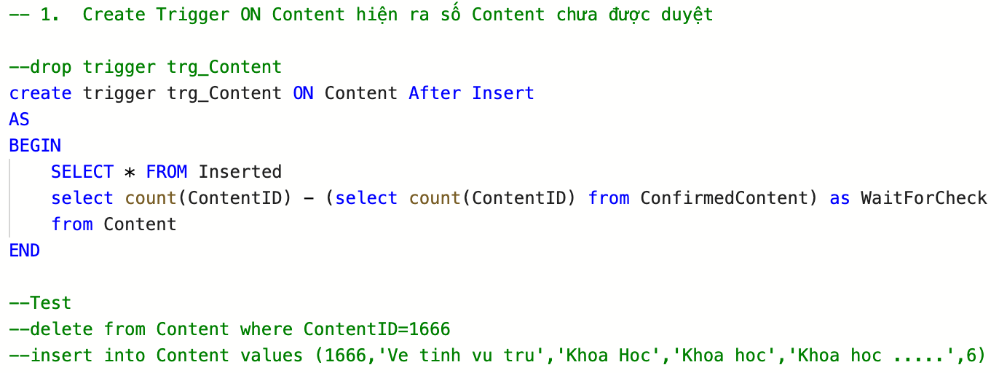 -- 1.  Create Trigger ON Content hiện ra số Content chưa được duyệt
--drop trigger trg_Content
create trigger trg_Content ON Content After Insert
AS
BEGIN
    SELECT * FROM Inserted
    select count(ContentID) - (select count(ContentID) from ConfirmedContent) as WaitForCheck
    from Content
END
--Test
--delete from Content where ContentID=1666
--insert into Content values (1666,'Ve tinh vu tru','Khoa Hoc','Khoa hoc','Khoa hoc .....',6)